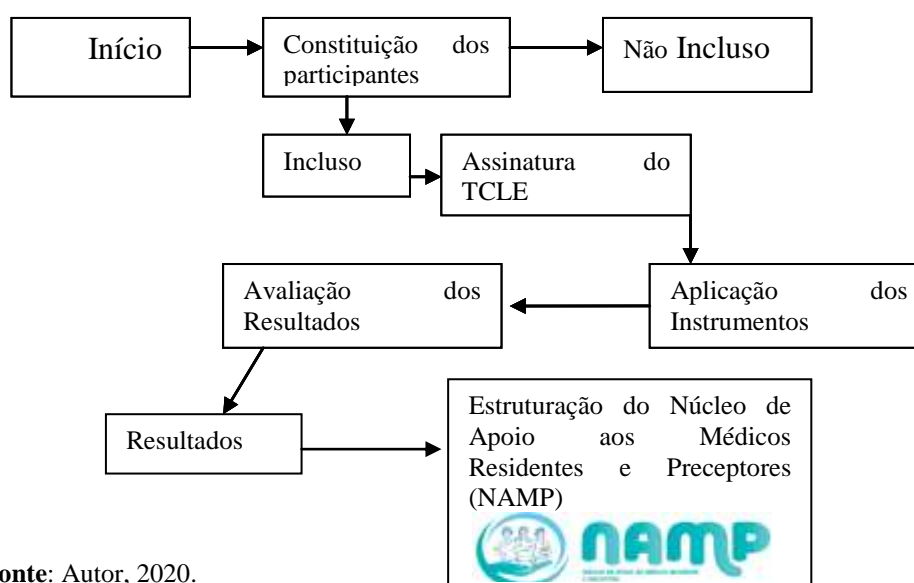 Início
Constituição dos
participantes
Não Incluso
Incluso
Assinatura do
TCLE
Aplicação dos
Instrumentos
Avaliação dos
Resultados
Resultados
Estruturação do Núcleo de
Apoio aos Médicos
Residentes e Preceptores
(NAMP)
namp
onte: Autor, 2020.